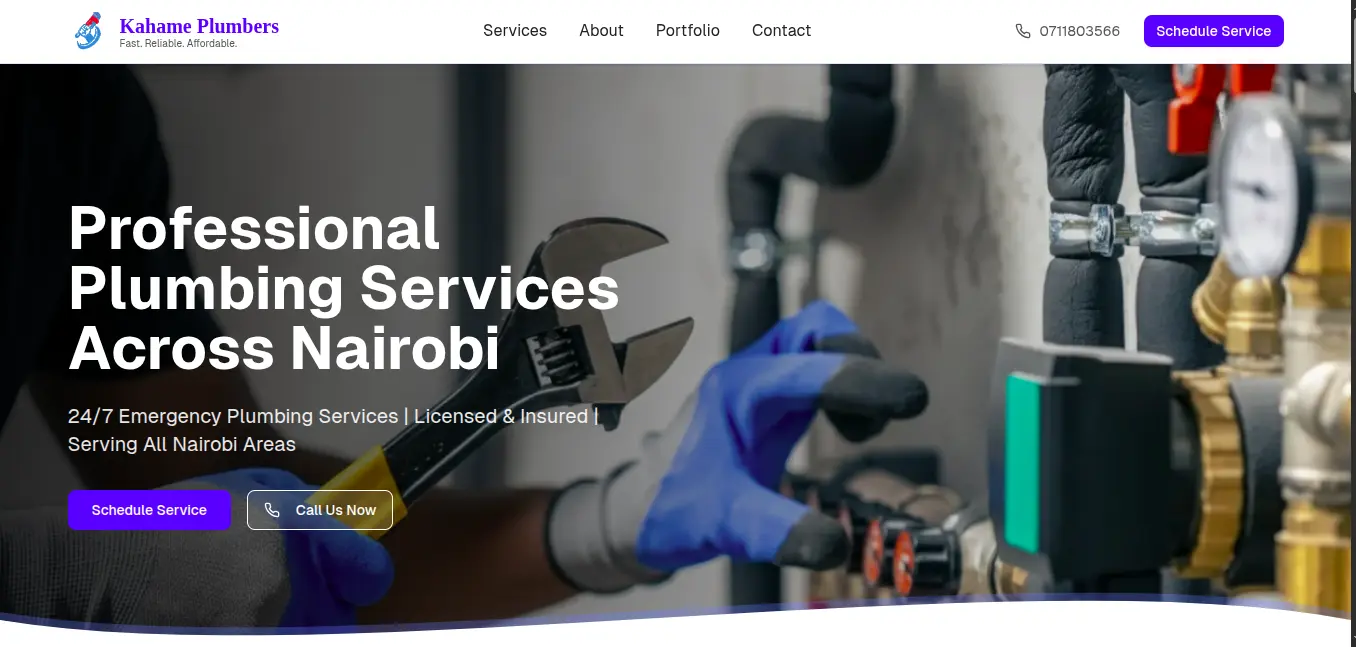 Kahame Plumbers
Fast. Reliable. Affordable.
Services
About
Portfolio
Contact
0711803566
Schedule Service
Professional
Plumbing Services
Across Nairobi
24/7 Emergency Plumbing Services | Licensed & Insured |
Serving All Nairobi Areas
Schedule Service
Call Us Now